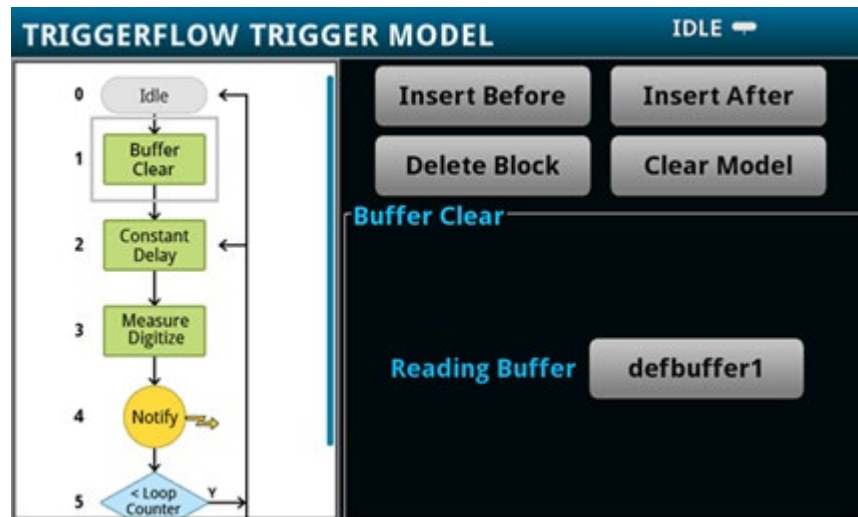 TRIGGERFLOW TRIGGER MODEL
IDLE
0
Idle
1
Buffer
Clear
2
Constant
Delay
3
Measure
Digitize
4
Notify
5
< Loop
Counter
Y
Insert Before
Insert After
Delete Block
Clear Model
Buffer Clear
Reading Buffer
defbuffer1